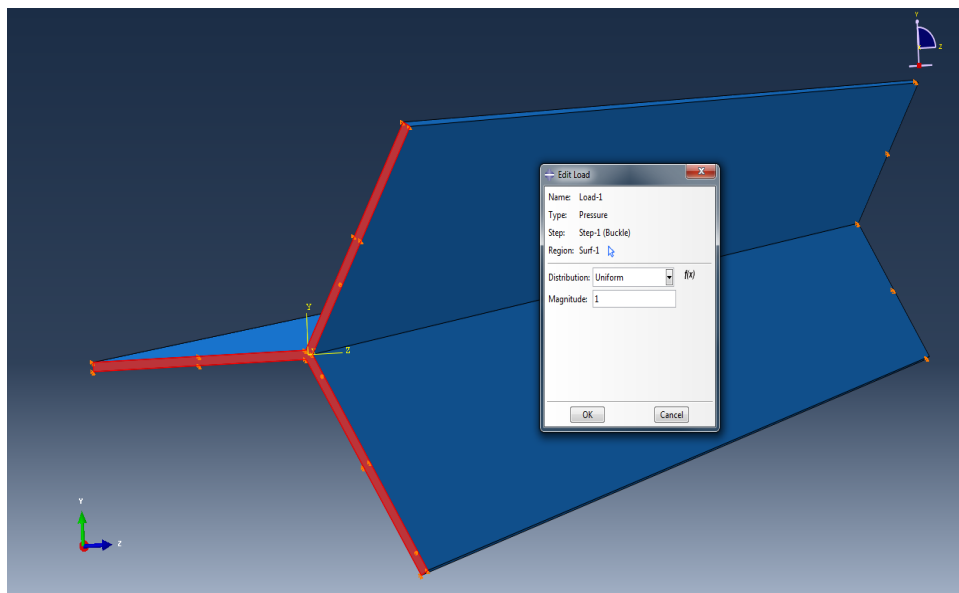 Y
Z
Edit Load
X
Name: Load-1
Type: Pressure
Step: Step-1 (Buckle)
Region: Surf-1
Distribution: Uniform f(x)
Magnitude: 1
OK Cancel
Y
Z
Y
Z